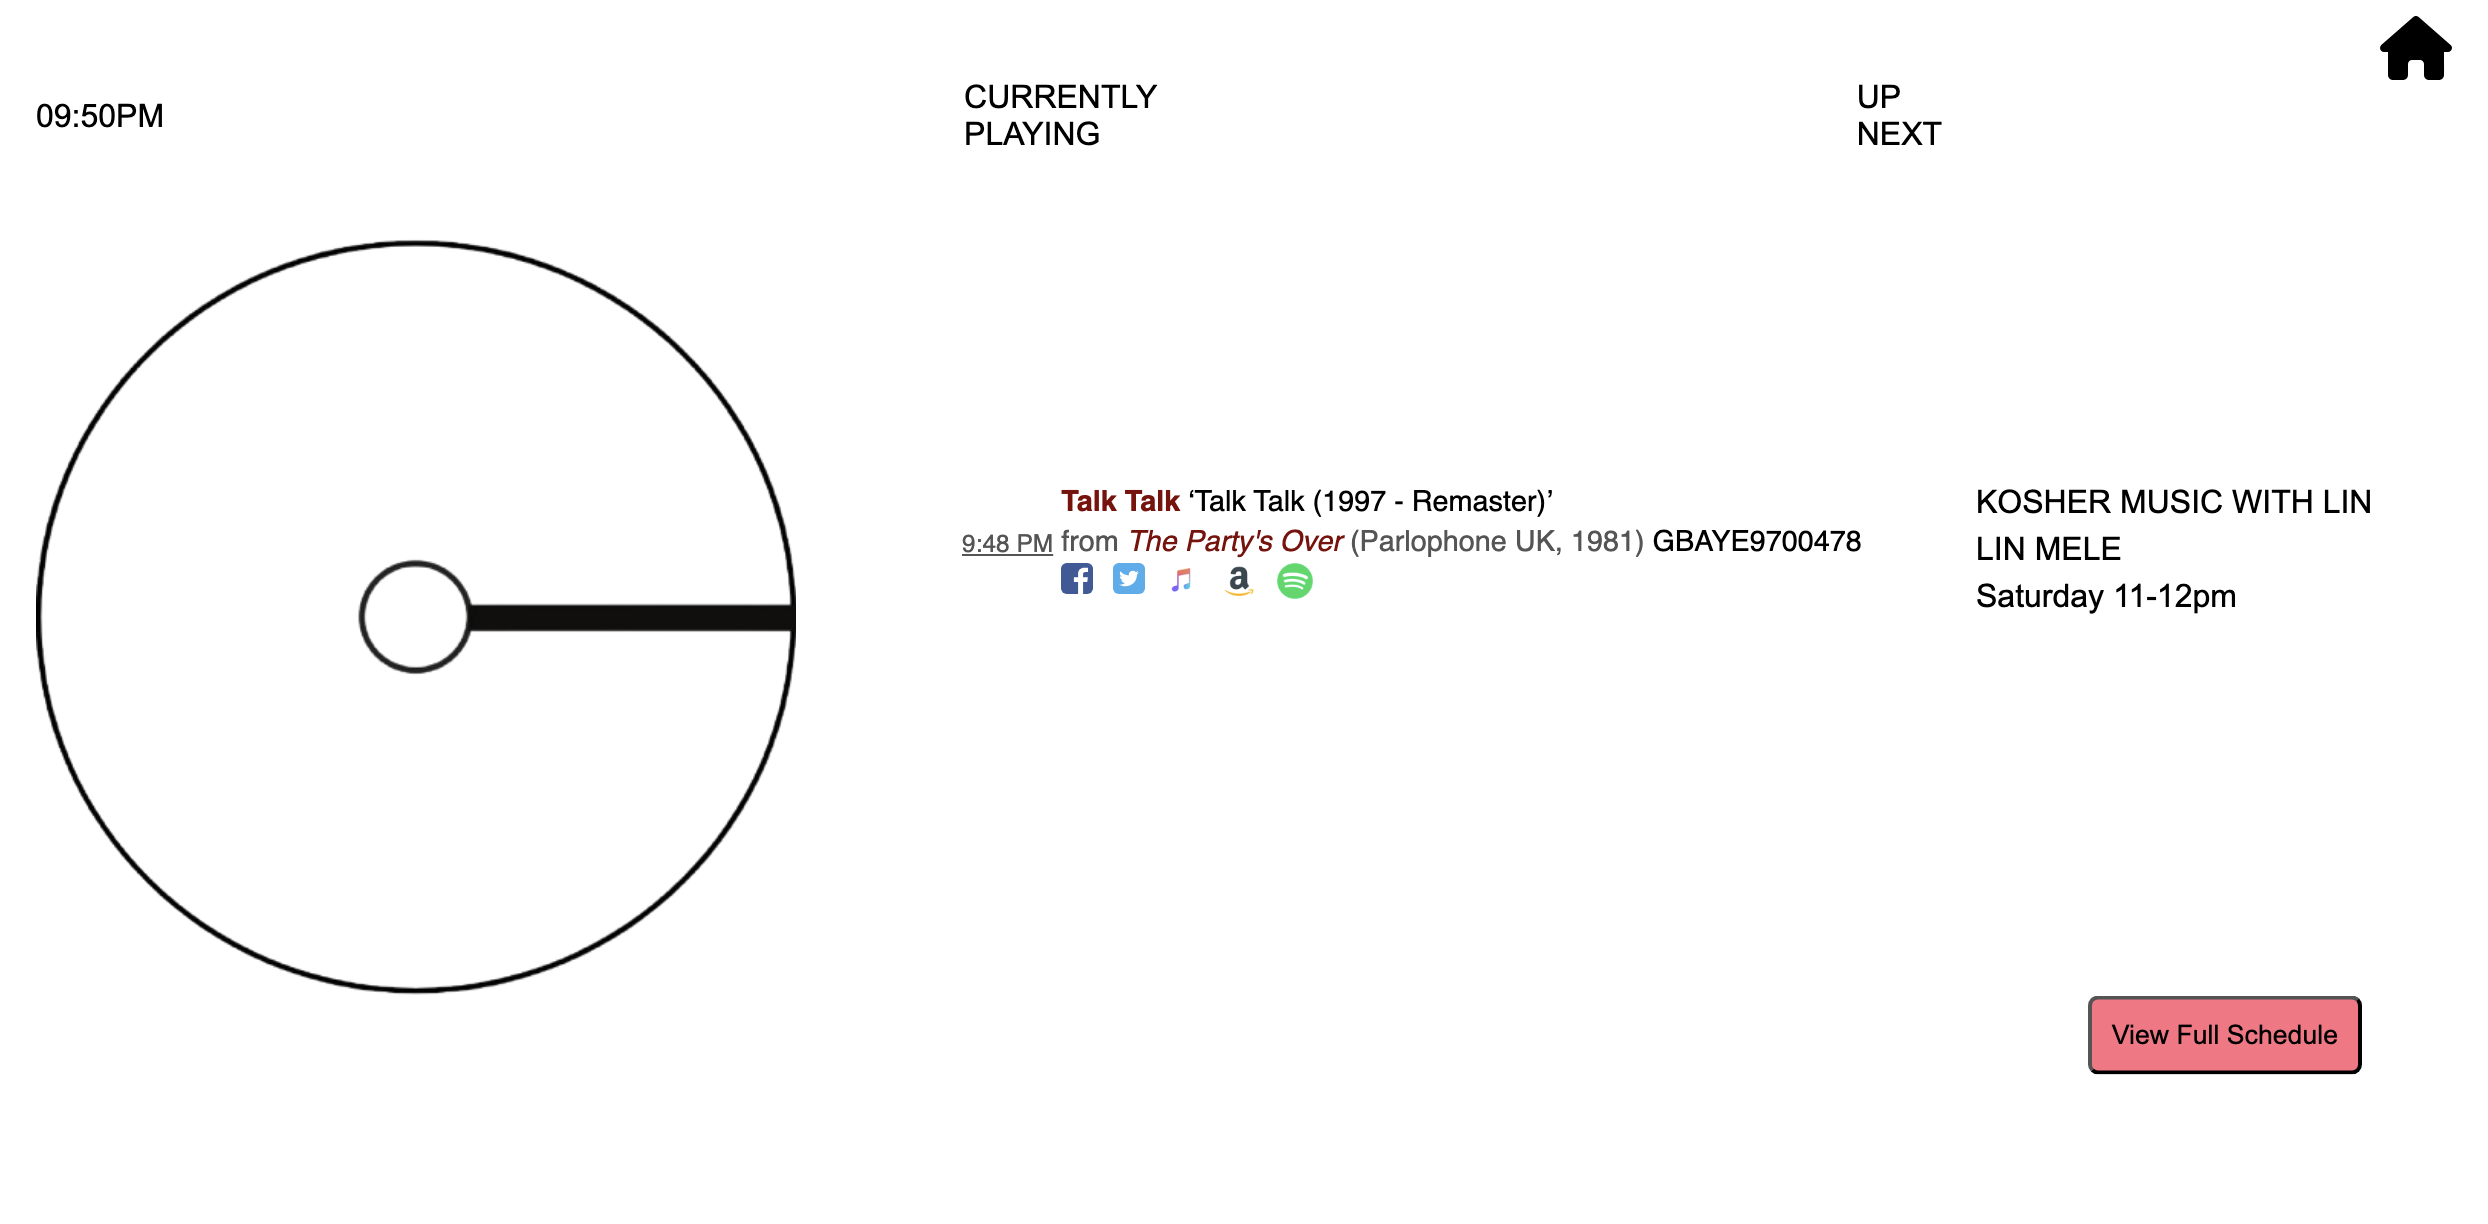 09:50PM
CURRENTLY
PLAYING
UP
NEXT
Talk Talk ‘Talk Talk (1997 - Remaster)’
9:48 PM from The Party's Over (Parlophone UK, 1981) GBAYE9700478
KOSHER MUSIC WITH LIN
LIN MELE
Saturday 11-12pm
View Full Schedule